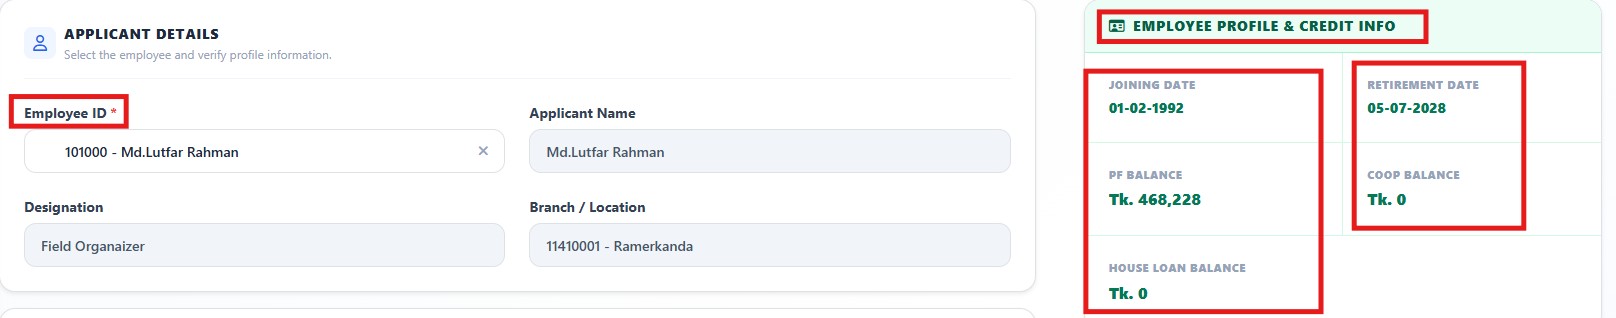 APPLICANT DETAILS
Select the employee and verify profile information.
Employee ID *
101000 - Md.Lutfar Rahman ×
Applicant Name
Md.Lutfar Rahman
Designation
Field Organaizer
Branch / Location
11410001 - Ramerkanda
EMPLOYEE PROFILE & CREDIT INFO
JOINING DATE
01-02-1992
RETIREMENT DATE
05-07-2028
PF BALANCE
Tk. 468,228
COOP BALANCE
Tk. 0
HOUSE LOAN BALANCE
Tk. 0